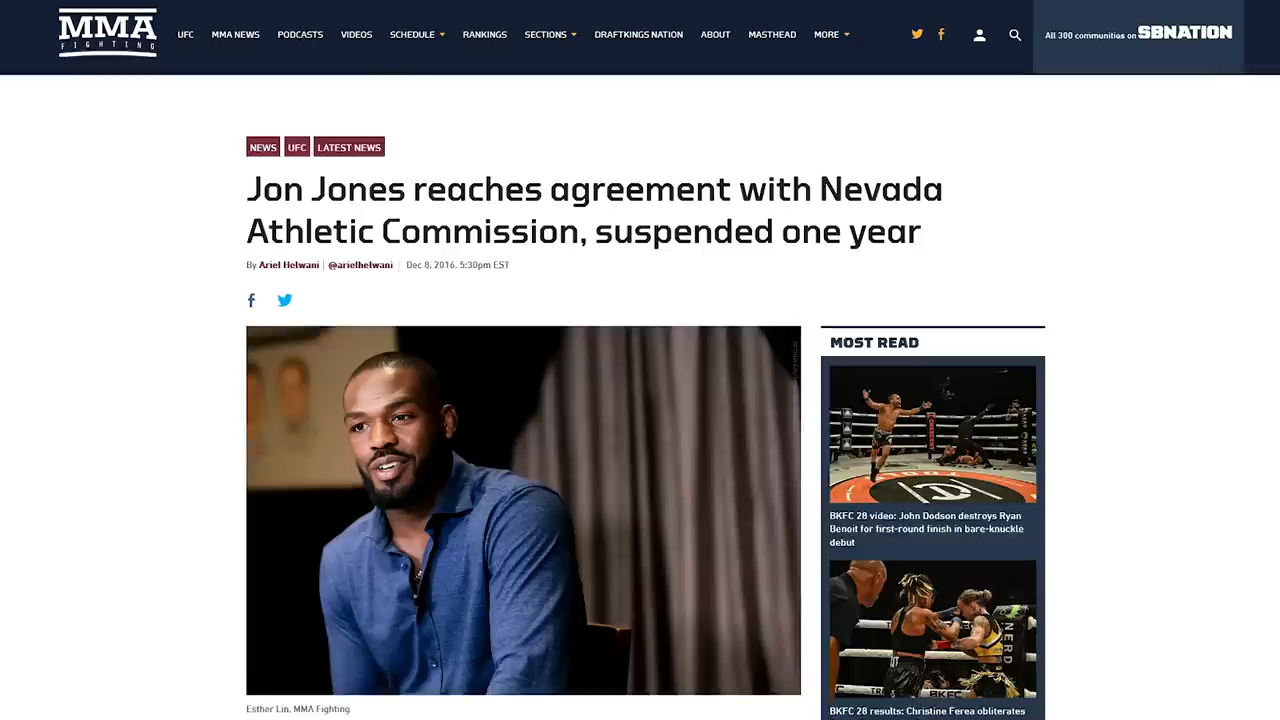 MMA
FIGHTING
UFC
MMA NEWS
PODCASTS
VIDEOS
SCHEDULE
RANKINGS
SECTIONS
DRAFTKINGS NATION
ABOUT
MASTHEAD
MORE
All 300 communities on SBNATION
NEWS
UFC
LATEST NEWS
Jon Jones reaches agreement with Nevada
Athletic Commission, suspended one year
By Ariel Helwani | @arielhelwani | Dec 8, 2016, 5:30pm EST
MOST READ
BKFC 28 video: John Dodson destroys Ryan
Benoit for first-round finish in bare-knuckle
debut
NERD
BKFC
BKFC 28 results: Christine Ferea obliterates
Esther Lin, MMA Fighting